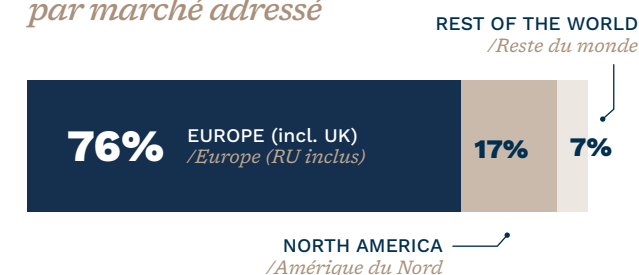 par marché adressé
REST OF THE WORLD
/Reste du monde
76%
EUROPE (incl. UK)
/Europe (RU inclus)
17%
7%
NORTH AMERICA
/Amérique du Nord